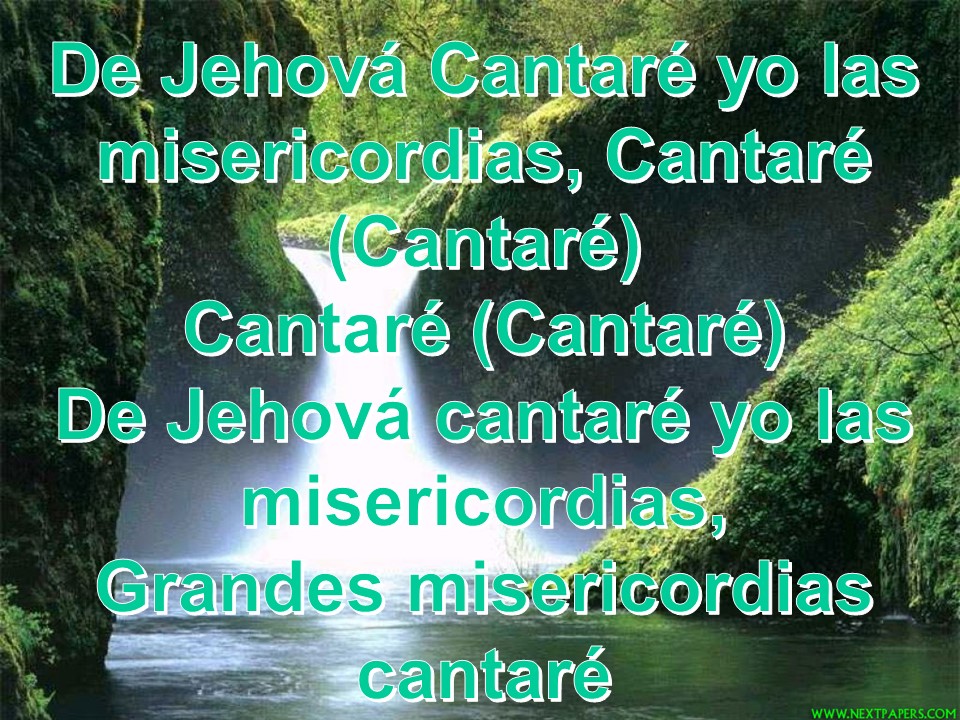 De Jehová Cantaré yo las
misericordias, Cantaré
(Cantaré)
Cantaré (Cantaré)
De Jehová cantaré yo las
misericordias,
Grandes misericordias
cantaré
WWW.NEXTPAPERS.COM